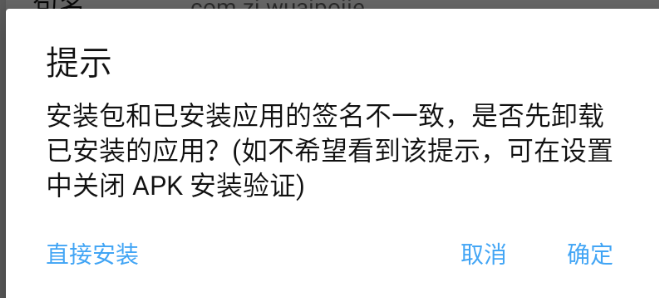 包名 com.zj.wuaipojie
提示
安装包和已安装应用的签名不一致，是否先卸载
已安装的应用？(如不希望看到该提示，可在设置
中关闭 APK 安装验证)
直接安装 取消 确定